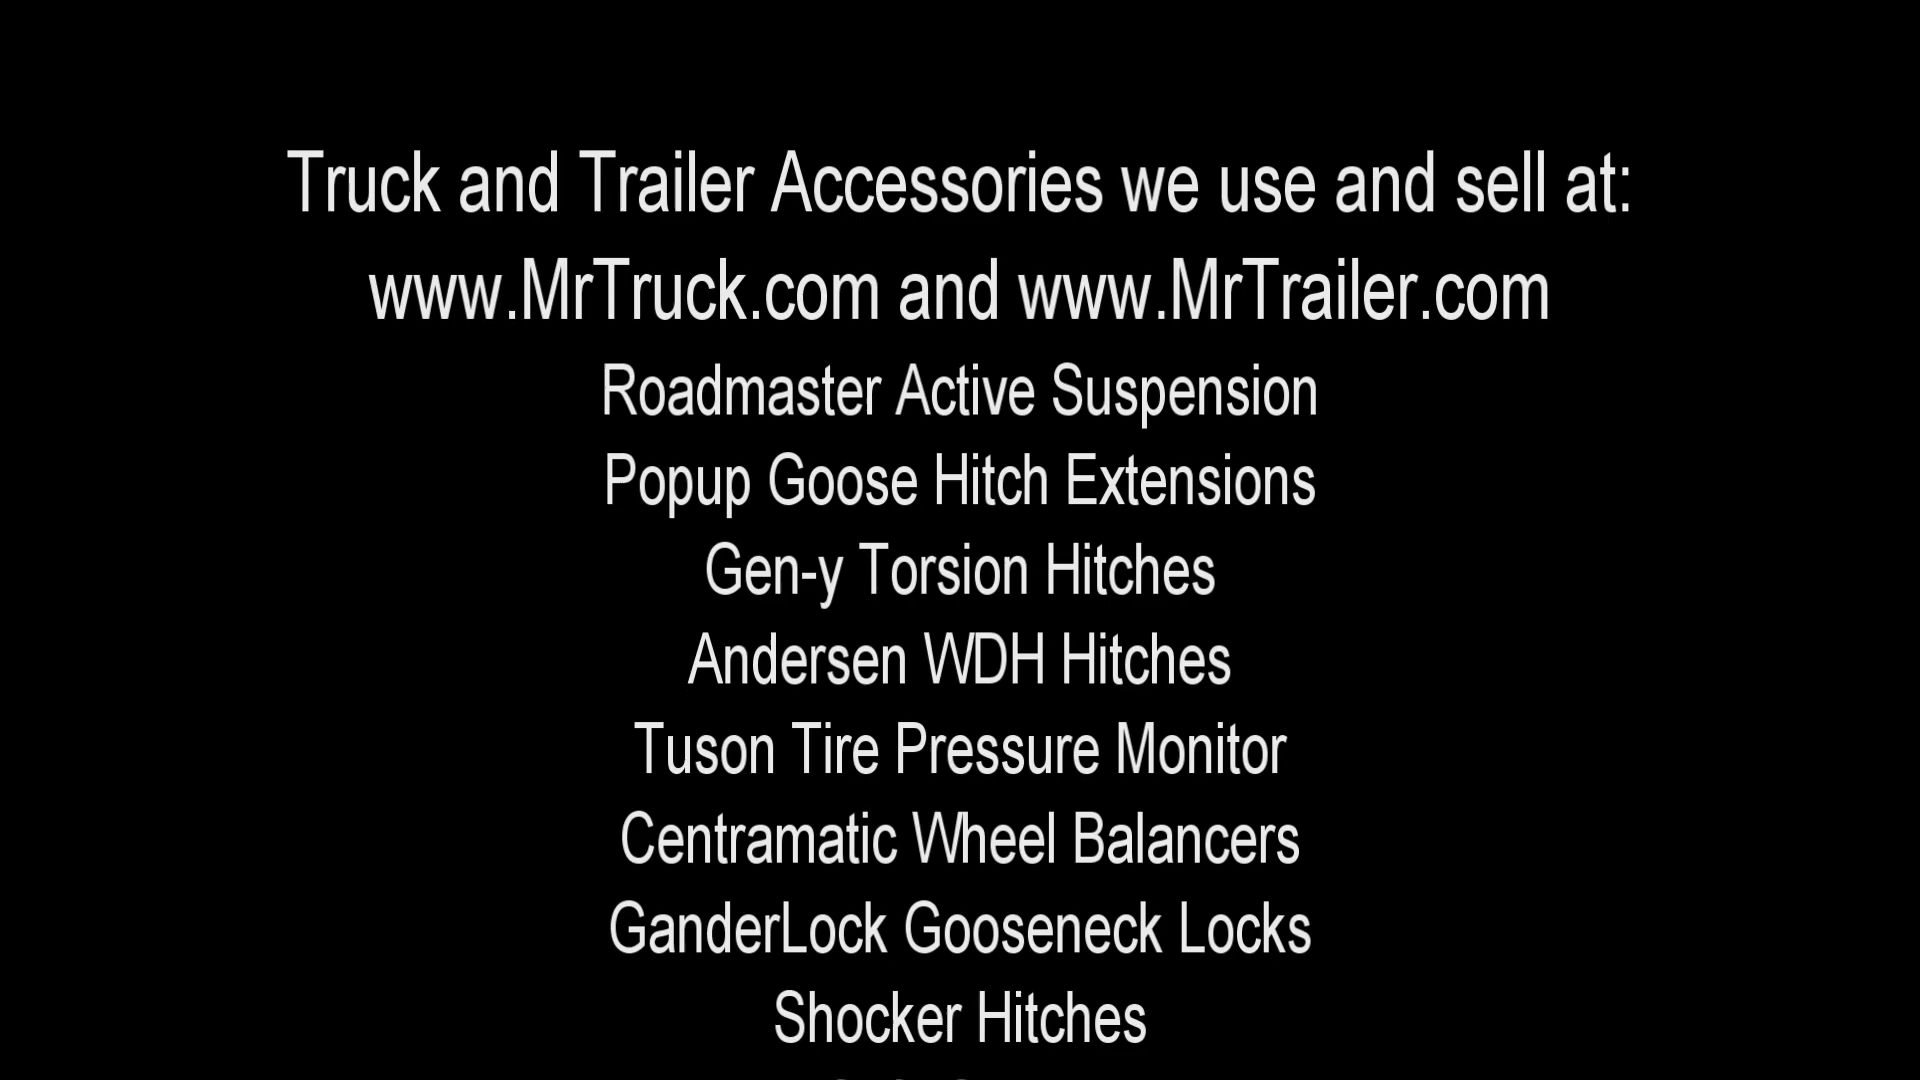 Truck and Trailer Accessories we use and sell at:
www.MrTruck.com and www.MrTrailer.com
Roadmaster Active Suspension
Popup Goose Hitch Extensions
Gen-y Torsion Hitches
Andersen WDH Hitches
Tuson Tire Pressure Monitor
Centramatic Wheel Balancers
GanderLock Gooseneck Locks
Shocker Hitches